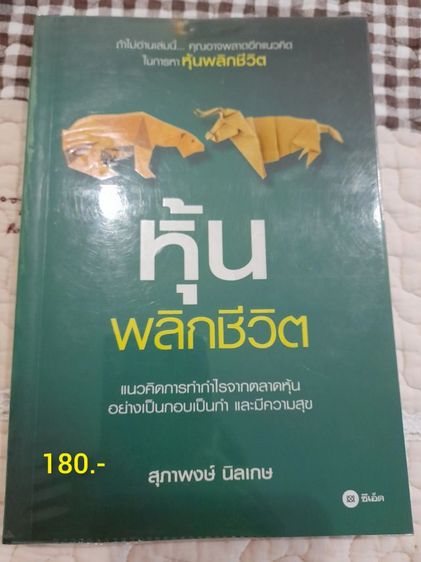 ถ้าไม่อ่านเล่มนี้... คุณอาจพลาดอีกแนวคิด
ในการหา หุ้นพลิกชีวิต
หุ้น
พลิกชีวิต
แนวคิดการทำกำไรจากตลาดหุ้น
อย่างเป็นกอบเป็นกำ และมีความสุข
180.-
สุภาพงษ์ นิลเกษ
ซีเอ็ด